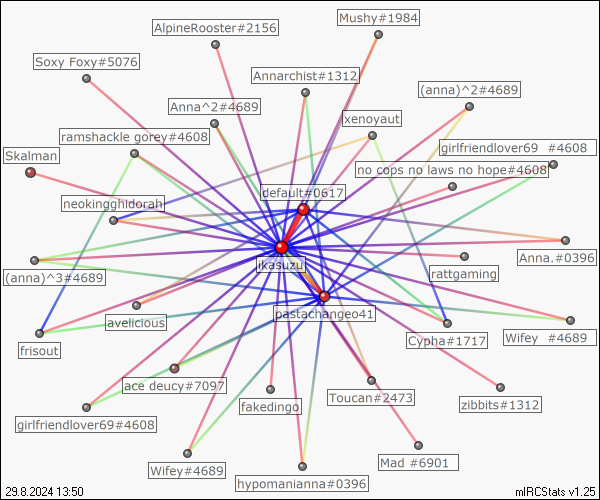 Mushy#1984
AlpineRooster#2156
Soxy Foxy#5076
Annarchist#1312
(anna)^2#4689
Anna^2#4689
xenoyaut
ramshackle gorey#4608
girlfriendlover69 #4608
Skalman
no cops no laws no hope#4608
default#0617
neokingghidorah
Anna.#0396
ikasuzu
rattgaming
(anna)^3#4689
pastachangeo41
avelicious
Cypha#1717
Wifey #4689
frisout
ace deucy#7097
Toucan#2473
fakedingo
zibbits#1312
girlfriendlover69#4608
Mad #6901
Wifey#4689
hypomanianna#0396
29.8.2024 13:50
mIRCStats v1.25